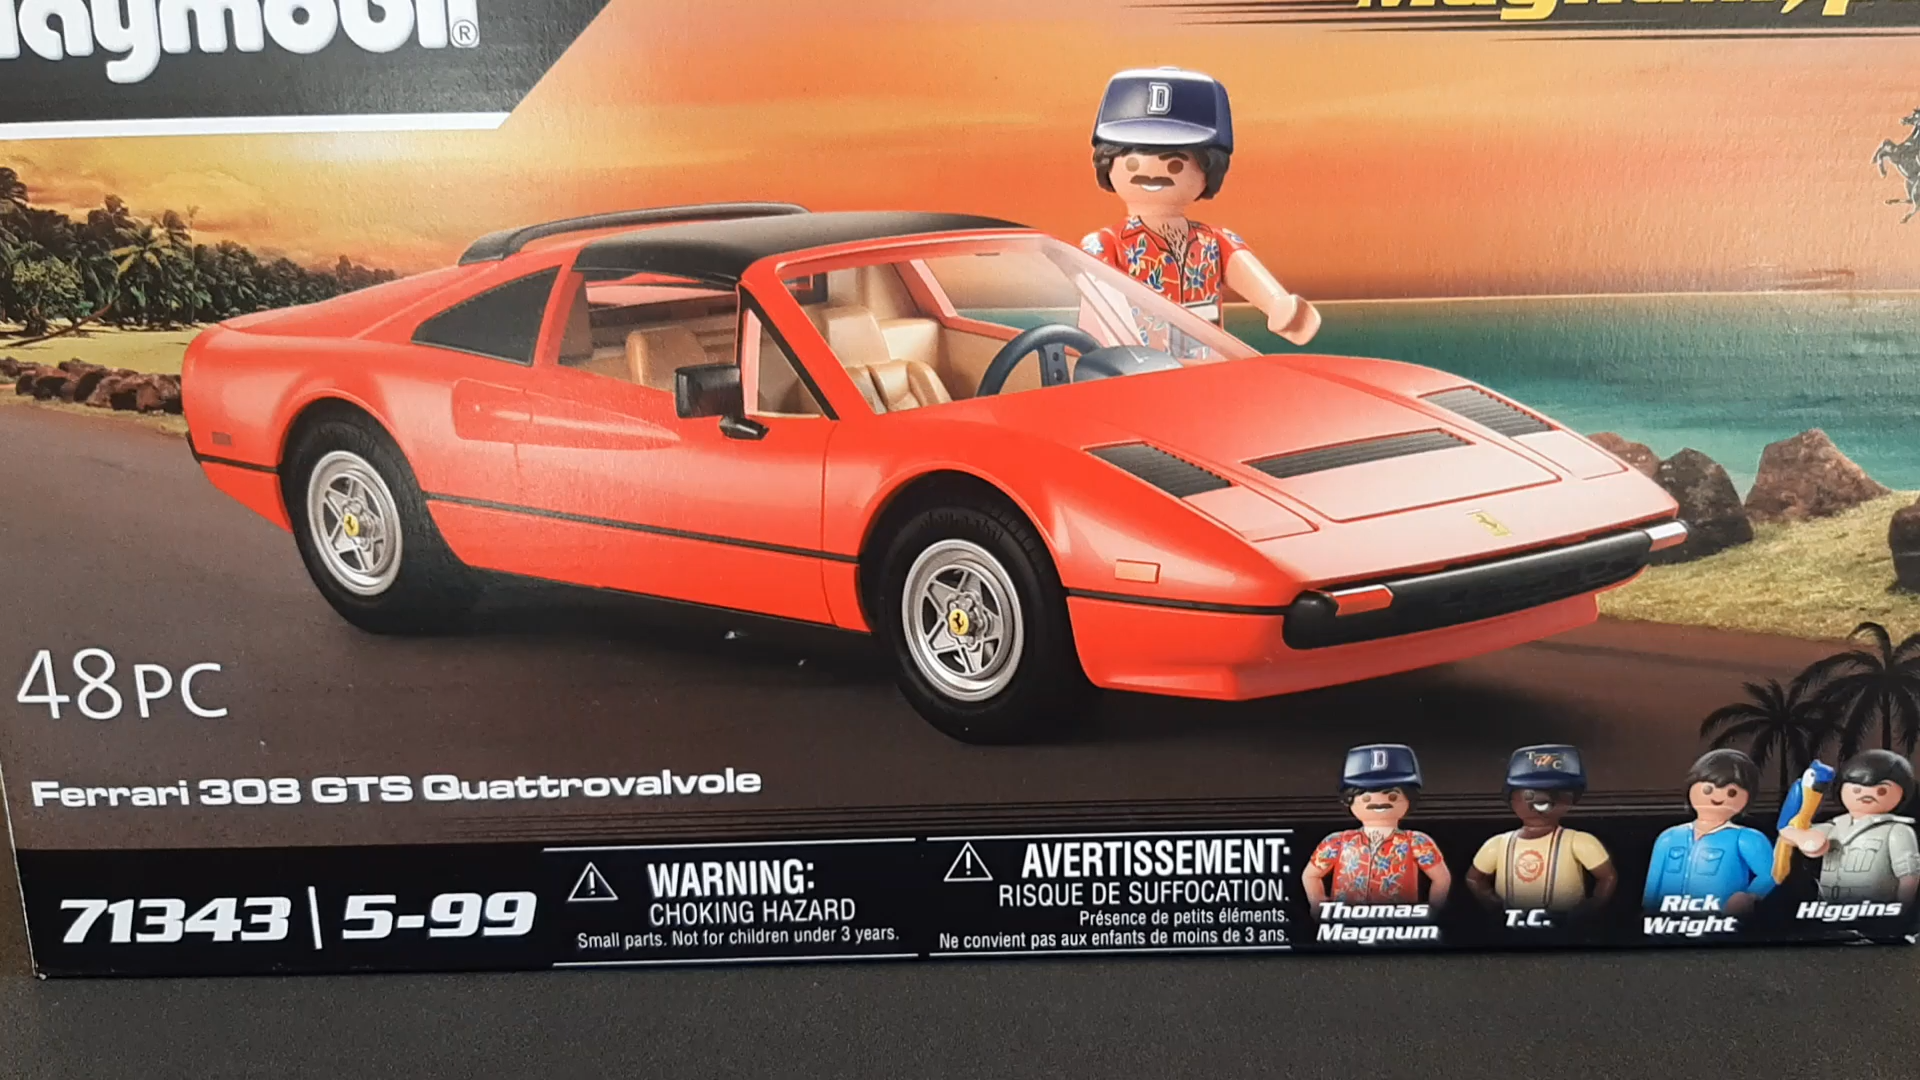 playmobil®
Magnum, p.
D
48PC
Ferrari 308 GTS Quattrovalvole
71343 | 5-99
WARNING:
CHOKING HAZARD
Small parts. Not for children under 3 years.
AVERTISSEMENT:
RISQUE DE SUFFOCATION.
Présence de petits éléments.
Ne convient pas aux enfants de moins de 3 ans.
D
Thomas
Magnum
T.C.
Rick
Wright
Higgins